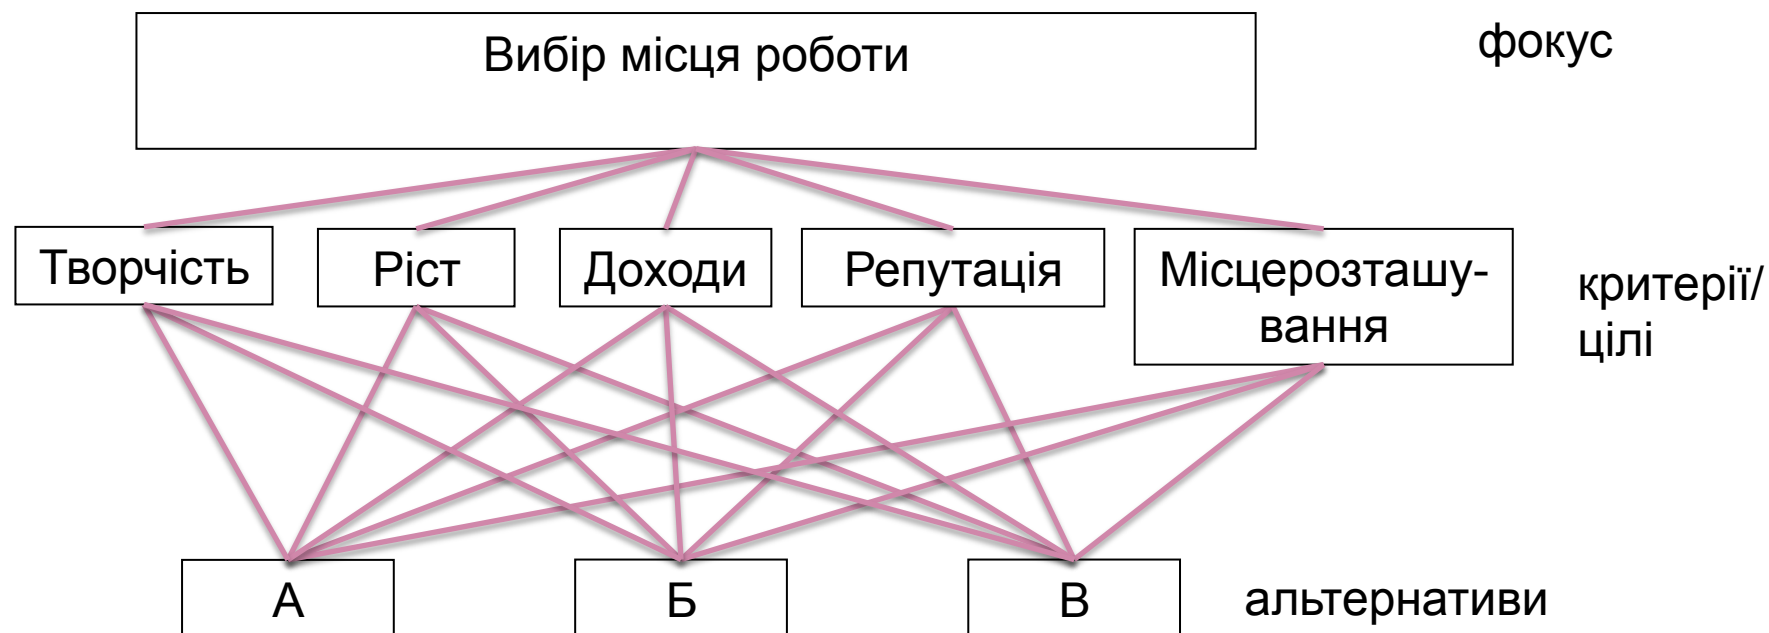 Вибір місця роботи
фокус
Творчість
Ріст
Доходи
Репутація
Місцерозташу-
вання
критерії/
цілі
А
Б
В
альтернативи